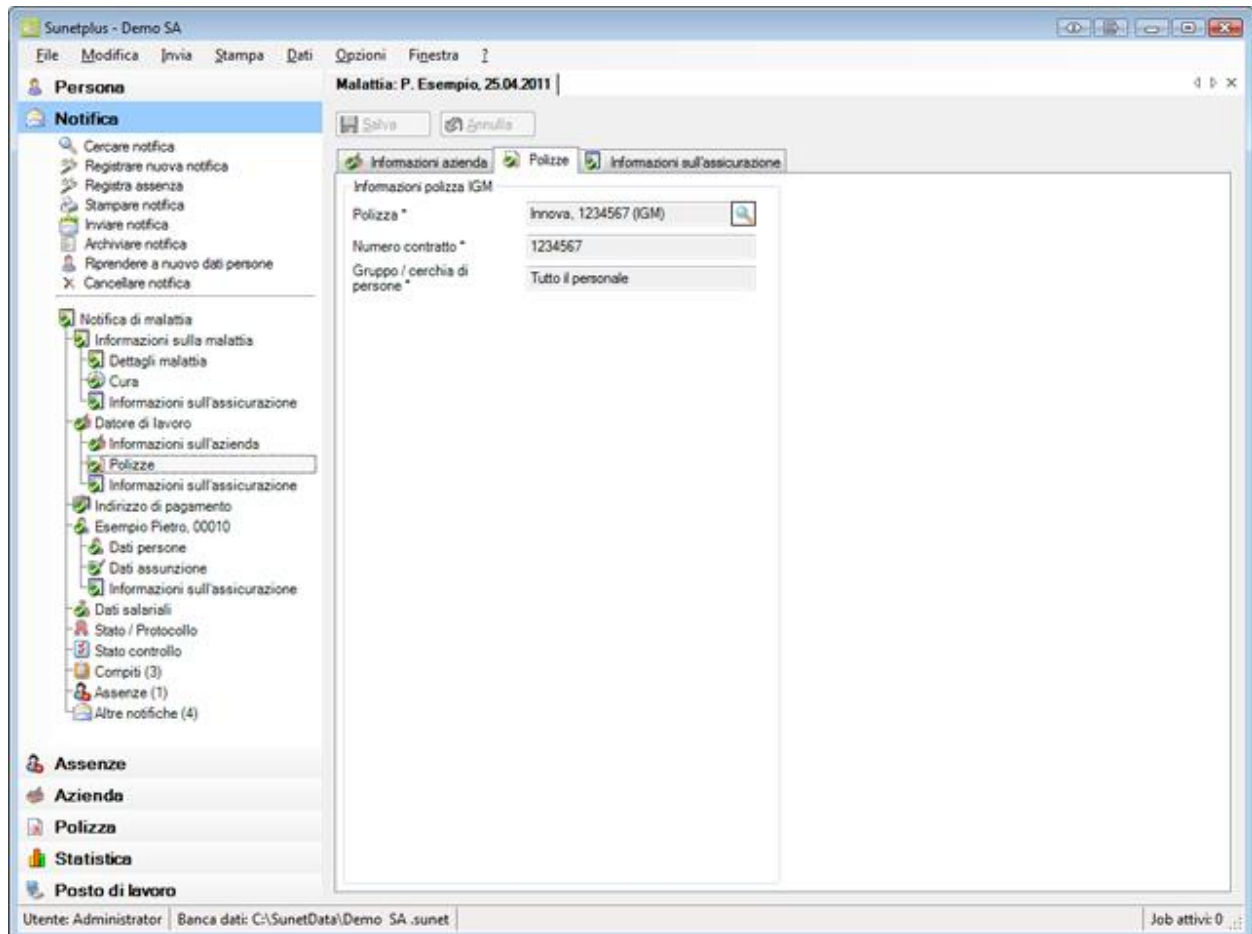 Sunetplus - Demo SA
File Modifica Invia Stampa Dati Opzioni Finestra ?
Persona
Notifica
Cercare notifica
Registrare nuova notifica
Registra assenza
Stampare notifica
Inviare notifica
Archiviare notifica
Riprendere a nuovo dati persone
Cancellare notifica
Notifica di malattia
Informazioni sulla malattia
Dettagli malattia
Cura
Informazioni sull'assicurazione
Datore di lavoro
Informazioni sull'azienda
Polizze
Informazioni sull'assicurazione
Indirizzo di pagamento
Esempio Pietro, 00010
Dati persone
Dati assunzione
Informazioni sull'assicurazione
Dati salariali
Stato / Protocollo
Stato controllo
Compiti (3)
Assenze (1)
Altre notifiche (4)
Assenze
Azienda
Polizza
Statistica
Posto di lavoro
Malattia: P. Esempio, 25.04.2011
Salva Annulla
Informazioni azienda Polizze Informazioni sull'assicurazione
Informazioni polizza IGM
Polizza * Innova, 1234567 (IGM)
Numero contratto * 1234567
Gruppo / cerchia di
persone * Tutto il personale
Utente: Administrator Banca dati: C:\SunetData\Demo SA .sunet Job attivi: 0